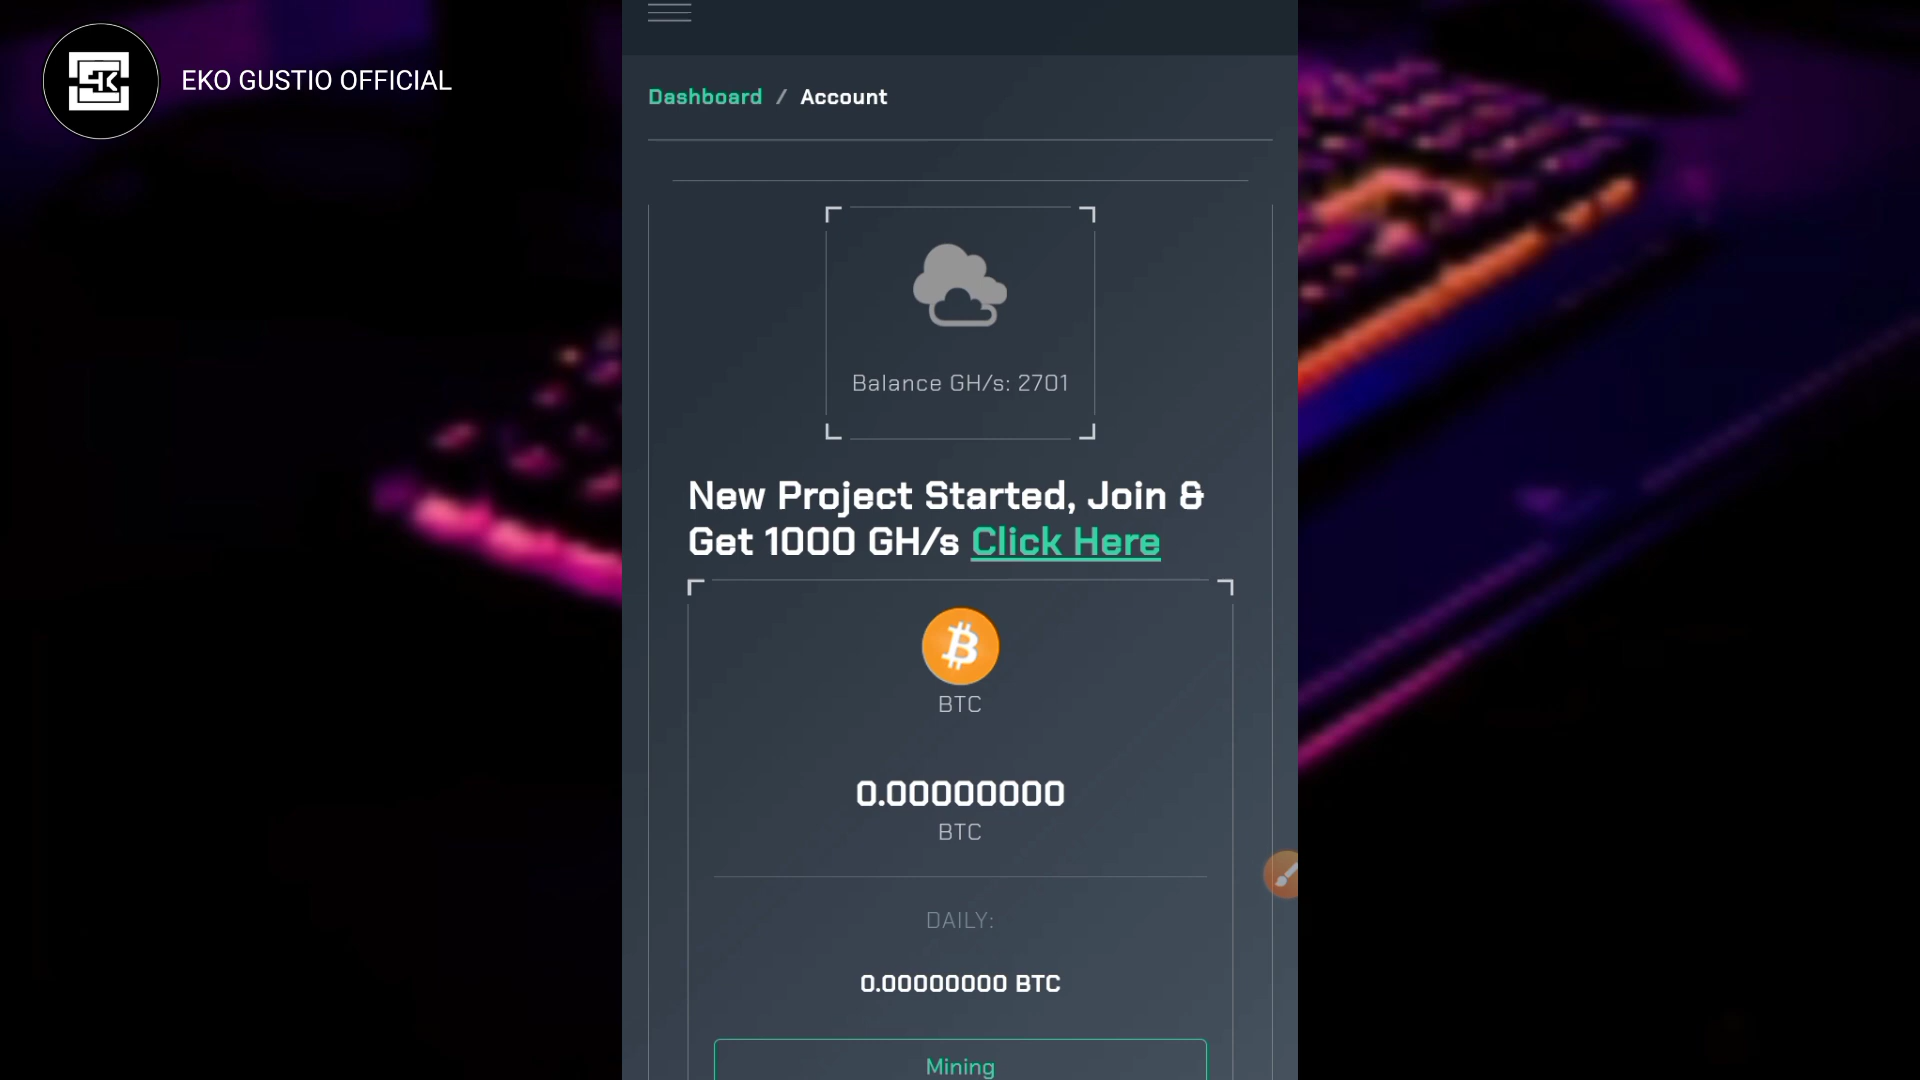 EKO GUSTIO OFFICIAL
Dashboard / Account
Balance GH/s: 2701
New Project Started, Join &
Get 1000 GH/s Click Here
BTC
0.00000000
BTC
DAILY:
0.00000000 BTC
Mining